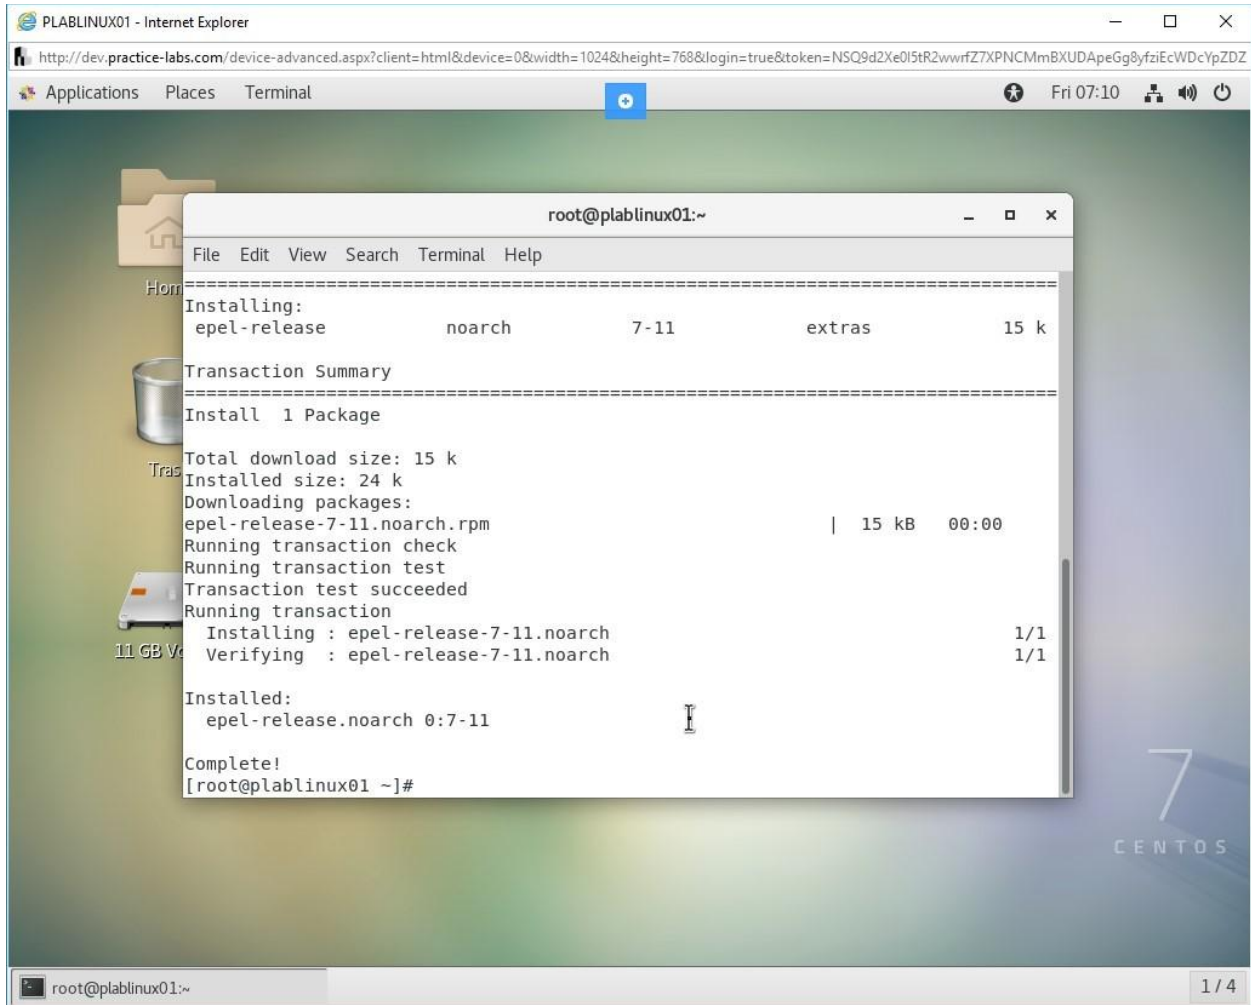 PLABLINUX01 - Internet Explorer
http://dev.practice-labs.com/device-advanced.aspx?client=html&device=0&width=1024&height=768&login=true&token=NSQ9d2Xe0I5tR2wwrfZ7XPNCMmBXUDApeGg8yfziEcWDcYpZDZ
Applications Places Terminal Fri 07:10
root@plablinux01:~
File Edit View Search Terminal Help
Hom
================================================================================
Installing:
epel-release noarch 7-11 extras 15 k
Transaction Summary
================================================================================
Install 1 Package
Total download size: 15 k
Tras
Installed size: 24 k
Downloading packages:
epel-release-7-11.noarch.rpm | 15 kB 00:00
Running transaction check
Running transaction test
Transaction test succeeded
Running transaction
Installing : epel-release-7-11.noarch 1/1
11 GB Vo
Verifying : epel-release-7-11.noarch 1/1
Installed:
epel-release.noarch 0:7-11
Complete!
[root@plablinux01 ~]#
7
CENTOS
root@plablinux01:~ 1 / 4